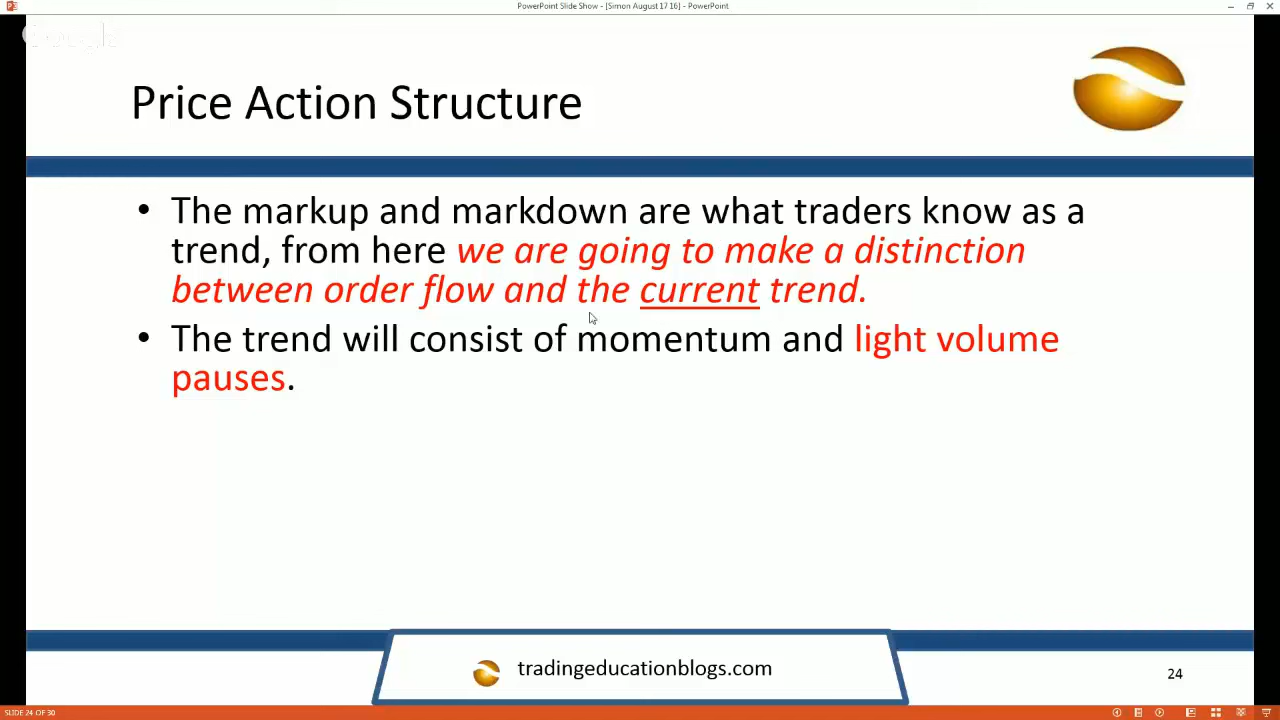 PowerPoint Slide Show - [Simon August 17 16] - PowerPoint
Google
Price Action Structure
• The markup and markdown are what traders know as a
trend, from here we are going to make a distinction
between order flow and the current trend.
• The trend will consist of momentum and light volume
pauses.
tradingeducationblogs.com
24
SLIDE 24 OF 30